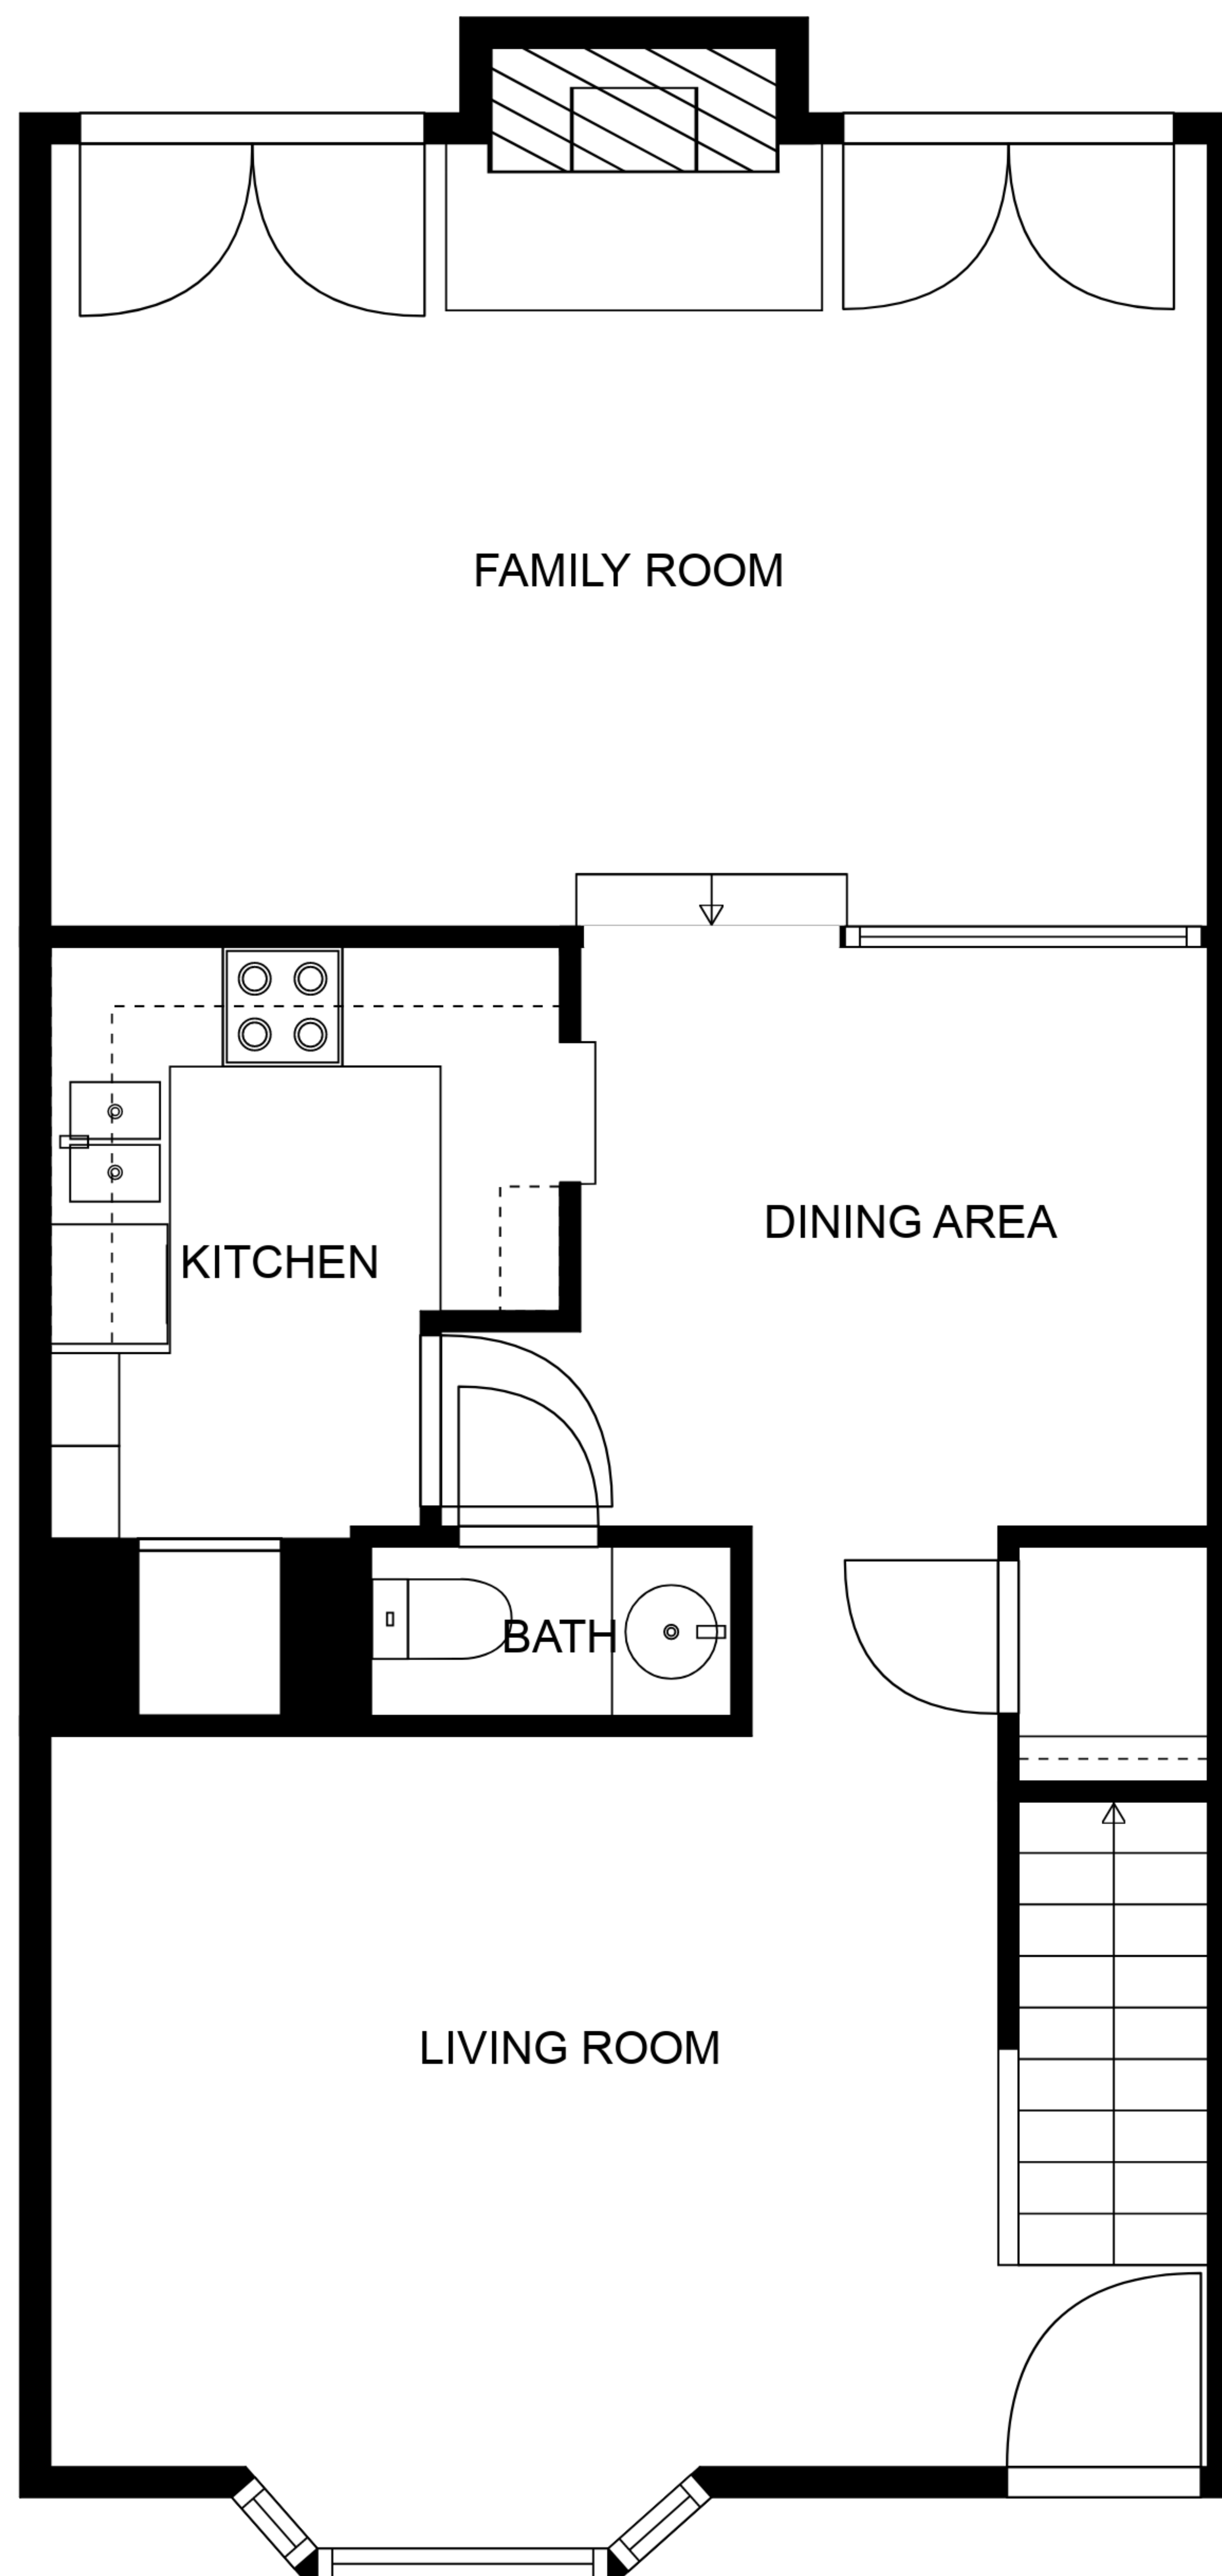 FAMILY ROOM
DINING AREA
KITCHEN
BATH
LIVING ROOM